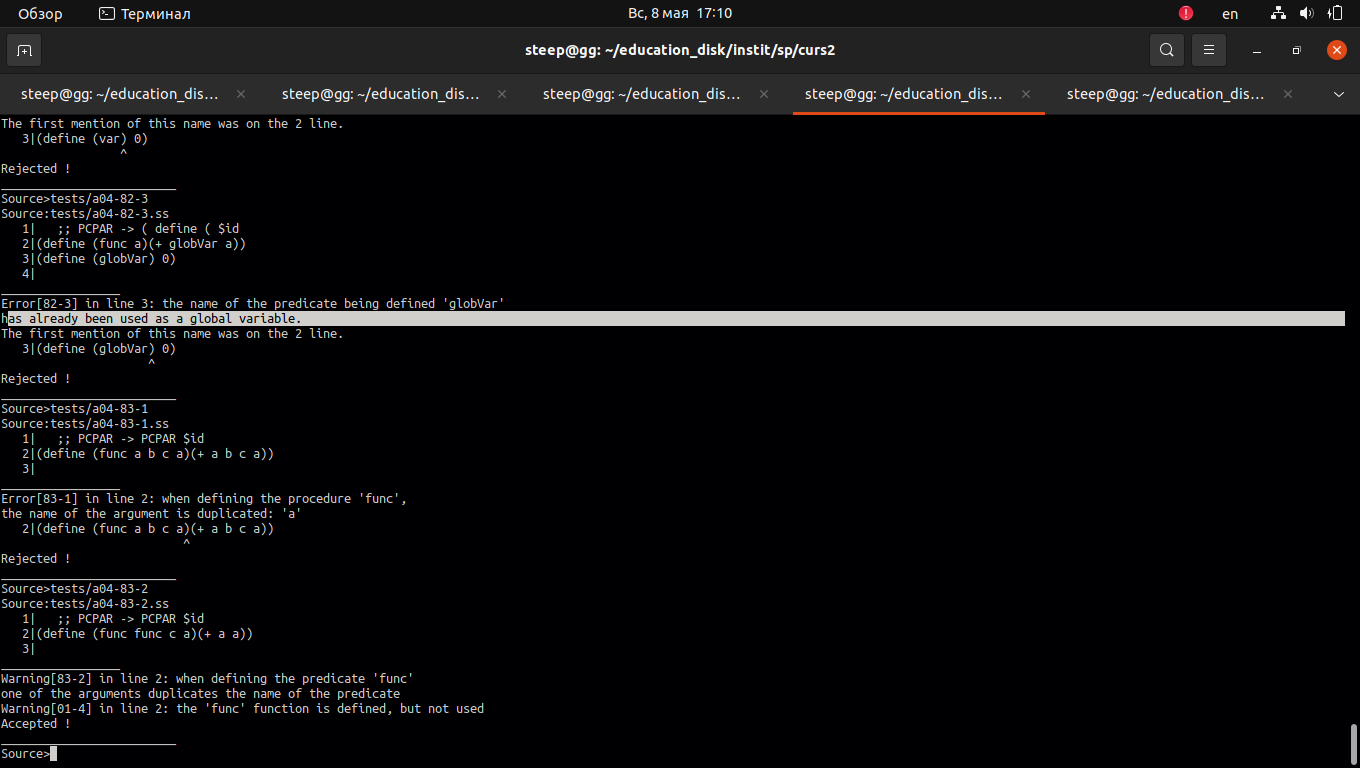 Обзор
Терминал
Вс, 8 мая 17:10
en
steep@gg: ~/education_disk/instit/sp/curs2
steep@gg: ~/education_dis...
steep@gg: ~/education_dis...
steep@gg: ~/education_dis...
steep@gg: ~/education_dis...
steep@gg: ~/education_dis...
The first mention of this name was on the 2 line.
   3|(define (var) 0)
                 ^
Rejected !
_________________________
Source>tests/a04-82-3
Source:tests/a04-82-3.ss
   1|   ;; PCPAR -> ( define ( $id
   2|(define (func a)(+ globVar a))
   3|(define (globVar) 0)
   4|
_________________
Error[82-3] in line 3: the name of the predicate being defined 'globVar'
has already been used as a global variable.
The first mention of this name was on the 2 line.
   3|(define (globVar) 0)
                     ^
Rejected !
_________________________
Source>tests/a04-83-1
Source:tests/a04-83-1.ss
   1|   ;; PCPAR -> PCPAR $id
   2|(define (func a b c a)(+ a b c a))
   3|
_________________
Error[83-1] in line 2: when defining the procedure 'func',
the name of the argument is duplicated: 'a'
   2|(define (func a b c a)(+ a b c a))
                          ^
Rejected !
_________________________
Source>tests/a04-83-2
Source:tests/a04-83-2.ss
   1|   ;; PCPAR -> PCPAR $id
   2|(define (func func c a)(+ a a))
   3|
_________________
Warning[83-2] in line 2: when defining the predicate 'func'
one of the arguments duplicates the name of the predicate
Warning[01-4] in line 2: the 'func' function is defined, but not used
Accepted !
_________________________
Source>